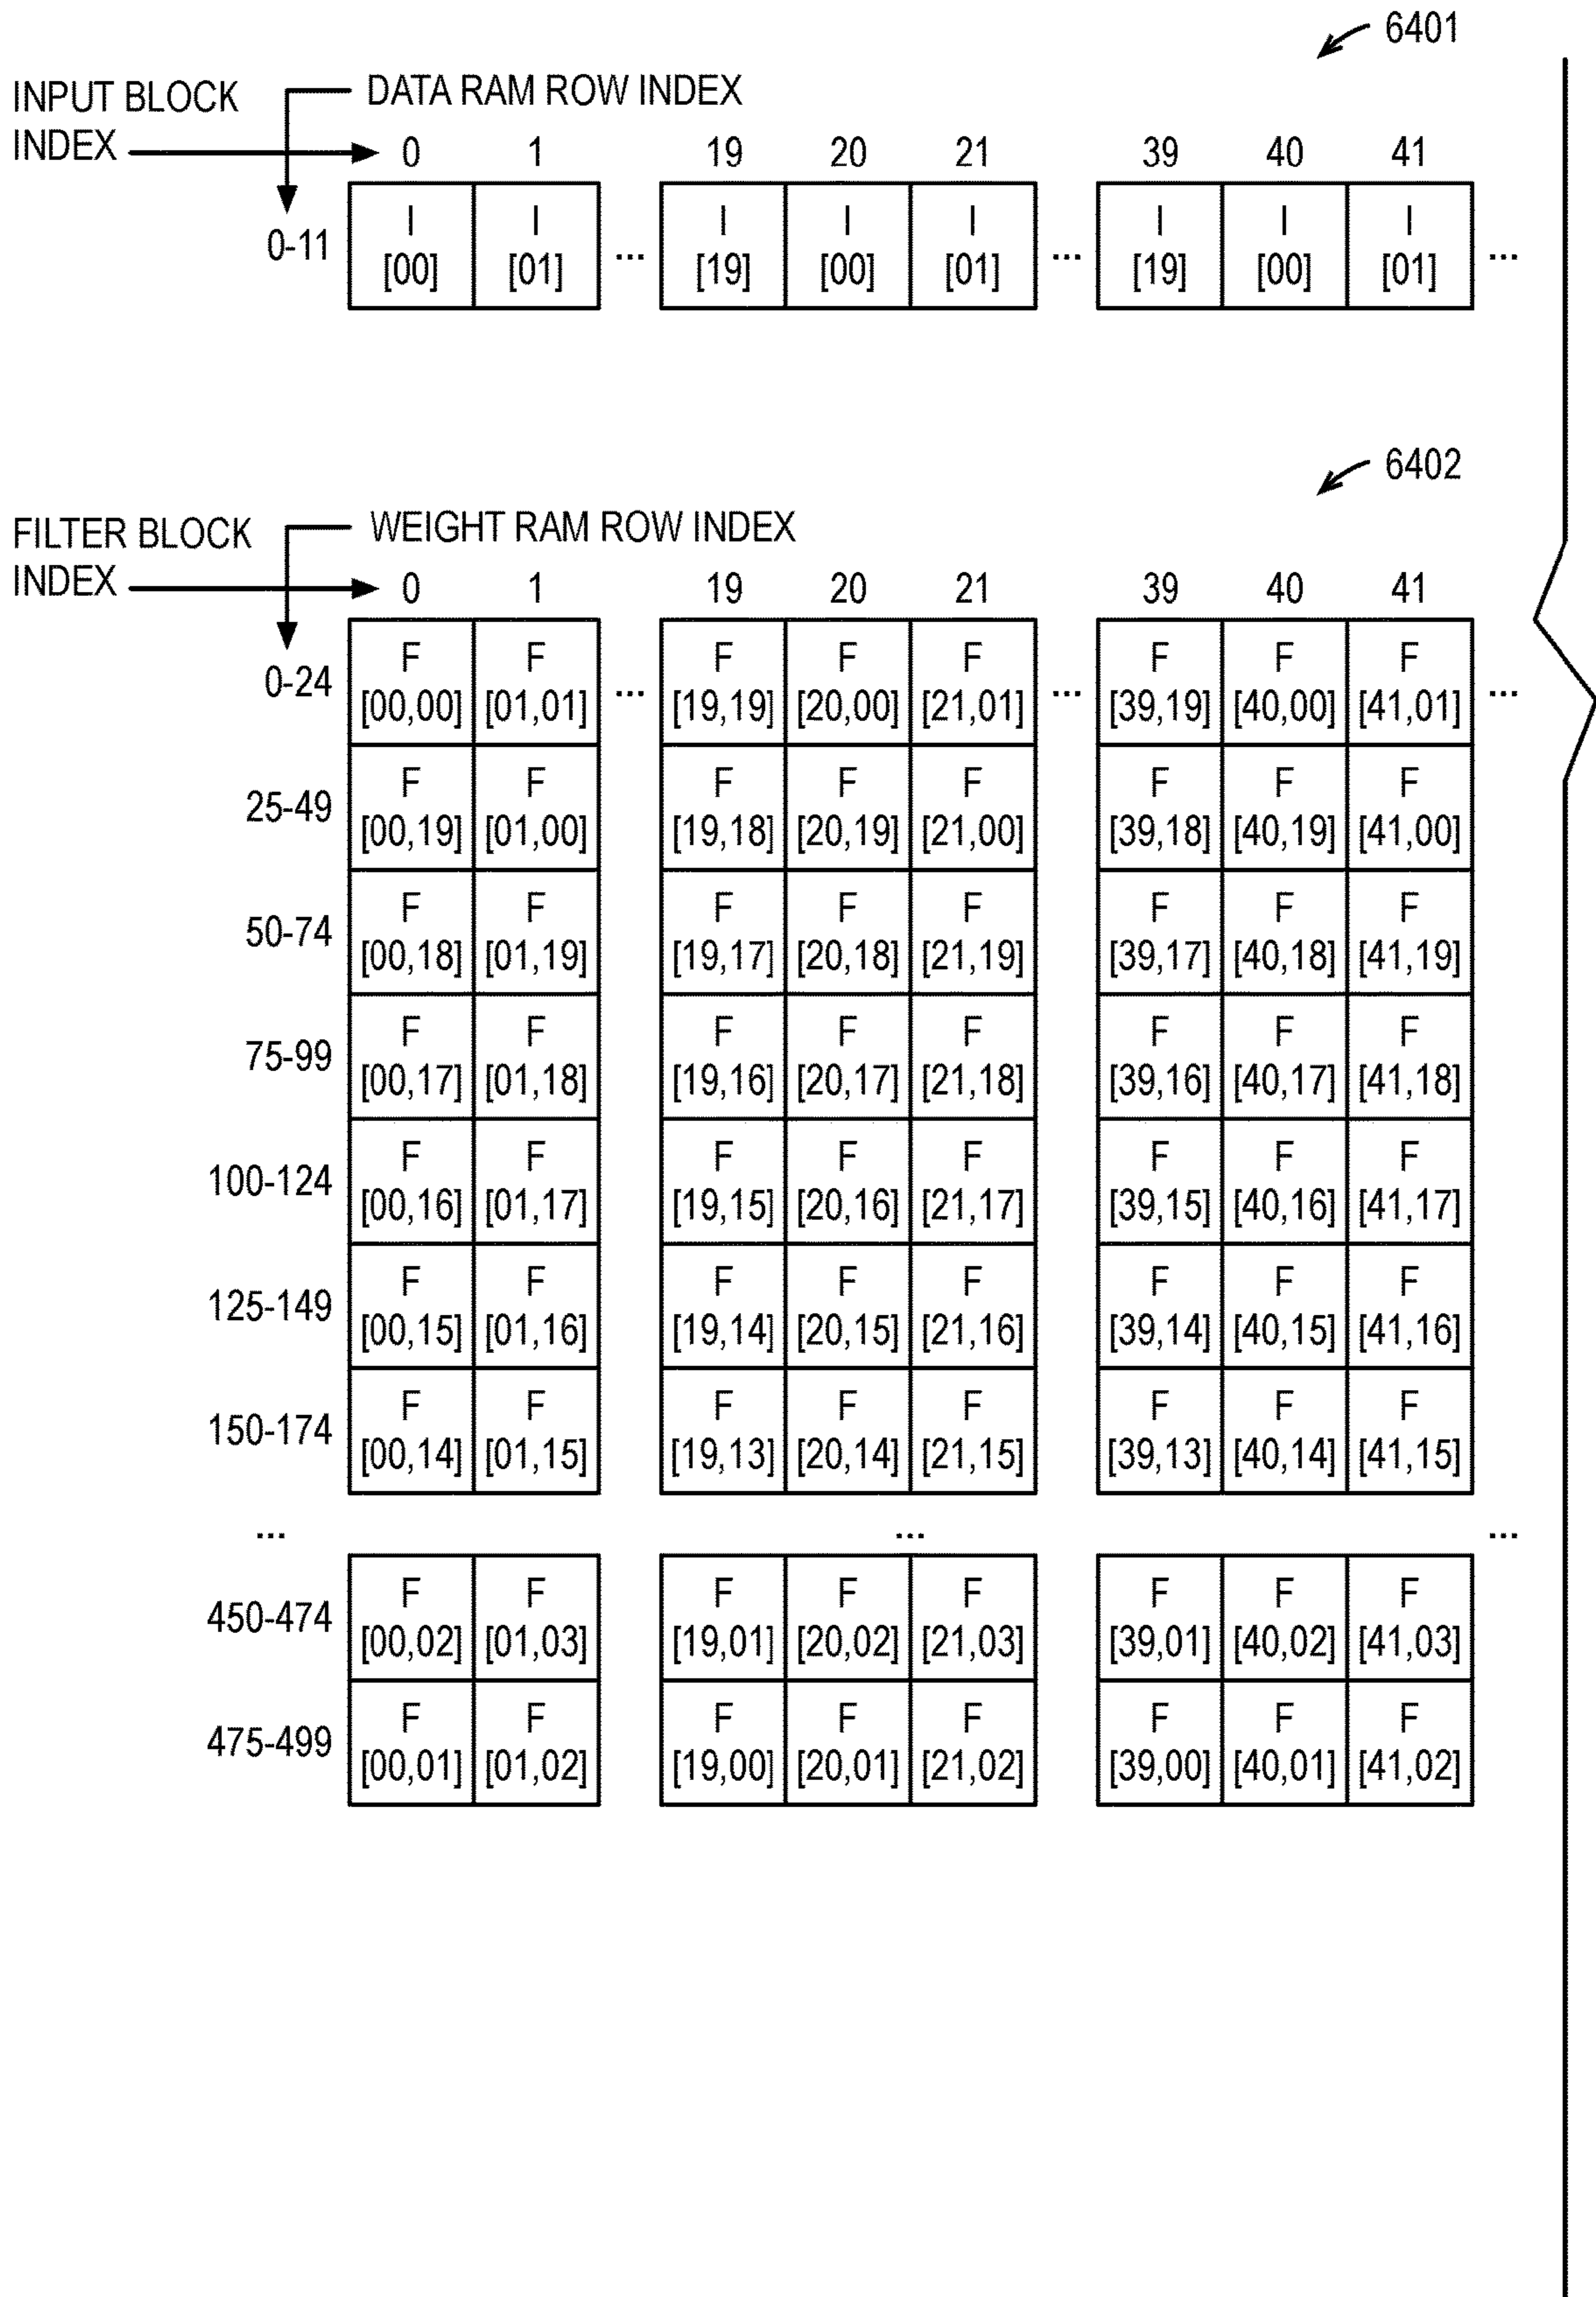 6401
INPUT BLOCK INDEX
DATA RAM ROW INDEX
0 1 19 20 21 39 40 41
I I I I I I I I
0-11 [00] [01] ... [19] [00] [01] ... [19] [00] [01] ...
6402
FILTER BLOCK INDEX
WEIGHT RAM ROW INDEX
0 1 19 20 21 39 40 41
F F F F F F F F
0-24 [00,00] [01,01] ... [19,19] [20,00] [21,01] ... [39,19] [40,00] [41,01] ...
F F F F F F F F
25-49 [00,19] [01,00] [19,18] [20,19] [21,00] [39,18] [40,19] [41,00]
F F F F F F F F
50-74 [00,18] [01,19] [19,17] [20,18] [21,19] [39,17] [40,18] [41,19]
F F F F F F F F
75-99 [00,17] [01,18] [19,16] [20,17] [21,18] [39,16] [40,17] [41,18]
F F F F F F F F
100-124 [00,16] [01,17] [19,15] [20,16] [21,17] [39,15] [40,16] [41,17]
F F F F F F F F
125-149 [00,15] [01,16] [19,14] [20,15] [21,16] [39,14] [40,15] [41,16]
F F F F F F F F
150-174 [00,14] [01,15] [19,13] [20,14] [21,15] [39,13] [40,14] [41,15]
... ... ...
F F F F F F F F
450-474 [00,02] [01,03] [19,01] [20,02] [21,03] [39,01] [40,02] [41,03]
F F F F F F F F
475-499 [00,01] [01,02] [19,00] [20,01] [21,02] [39,00] [40,01] [41,02]